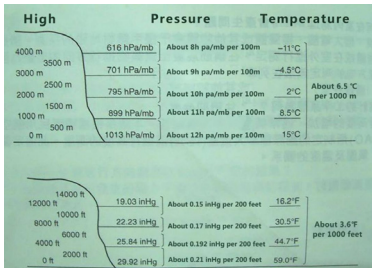 High Pressure Temperature
4000 m 616 hPa/mb About 8h pa/mb per 100m −11°C
3500 m
3000 m 701 hPa/mb About 9h pa/mb per 100m −4.5°C
2500 m
2000 m 795 hPa/mb About 10h pa/mb per 100m 2°C
About 6.5 °C
per 1000 m
1500 m
1000 m 899 hPa/mb About 11h pa/mb per 100m 8.5°C
500 m
0 m 1013 hPa/mb About 12h pa/mb per 100m 15°C
14000 ft
12000 ft 19.03 inHg About 0.15 inHg per 200 feet 16.2°F
10000 ft
8000 ft 22.23 inHg About 0.17 inHg per 200 feet 30.5°F
About 3.6°F
per 1000 feet
6000 ft
4000 ft 25.84 inHg About 0.192 inHg per 200 feet 44.7°F
2000 ft
0 ft 29.92 inHg About 0.21 inHg per 200 feet 59.0°F